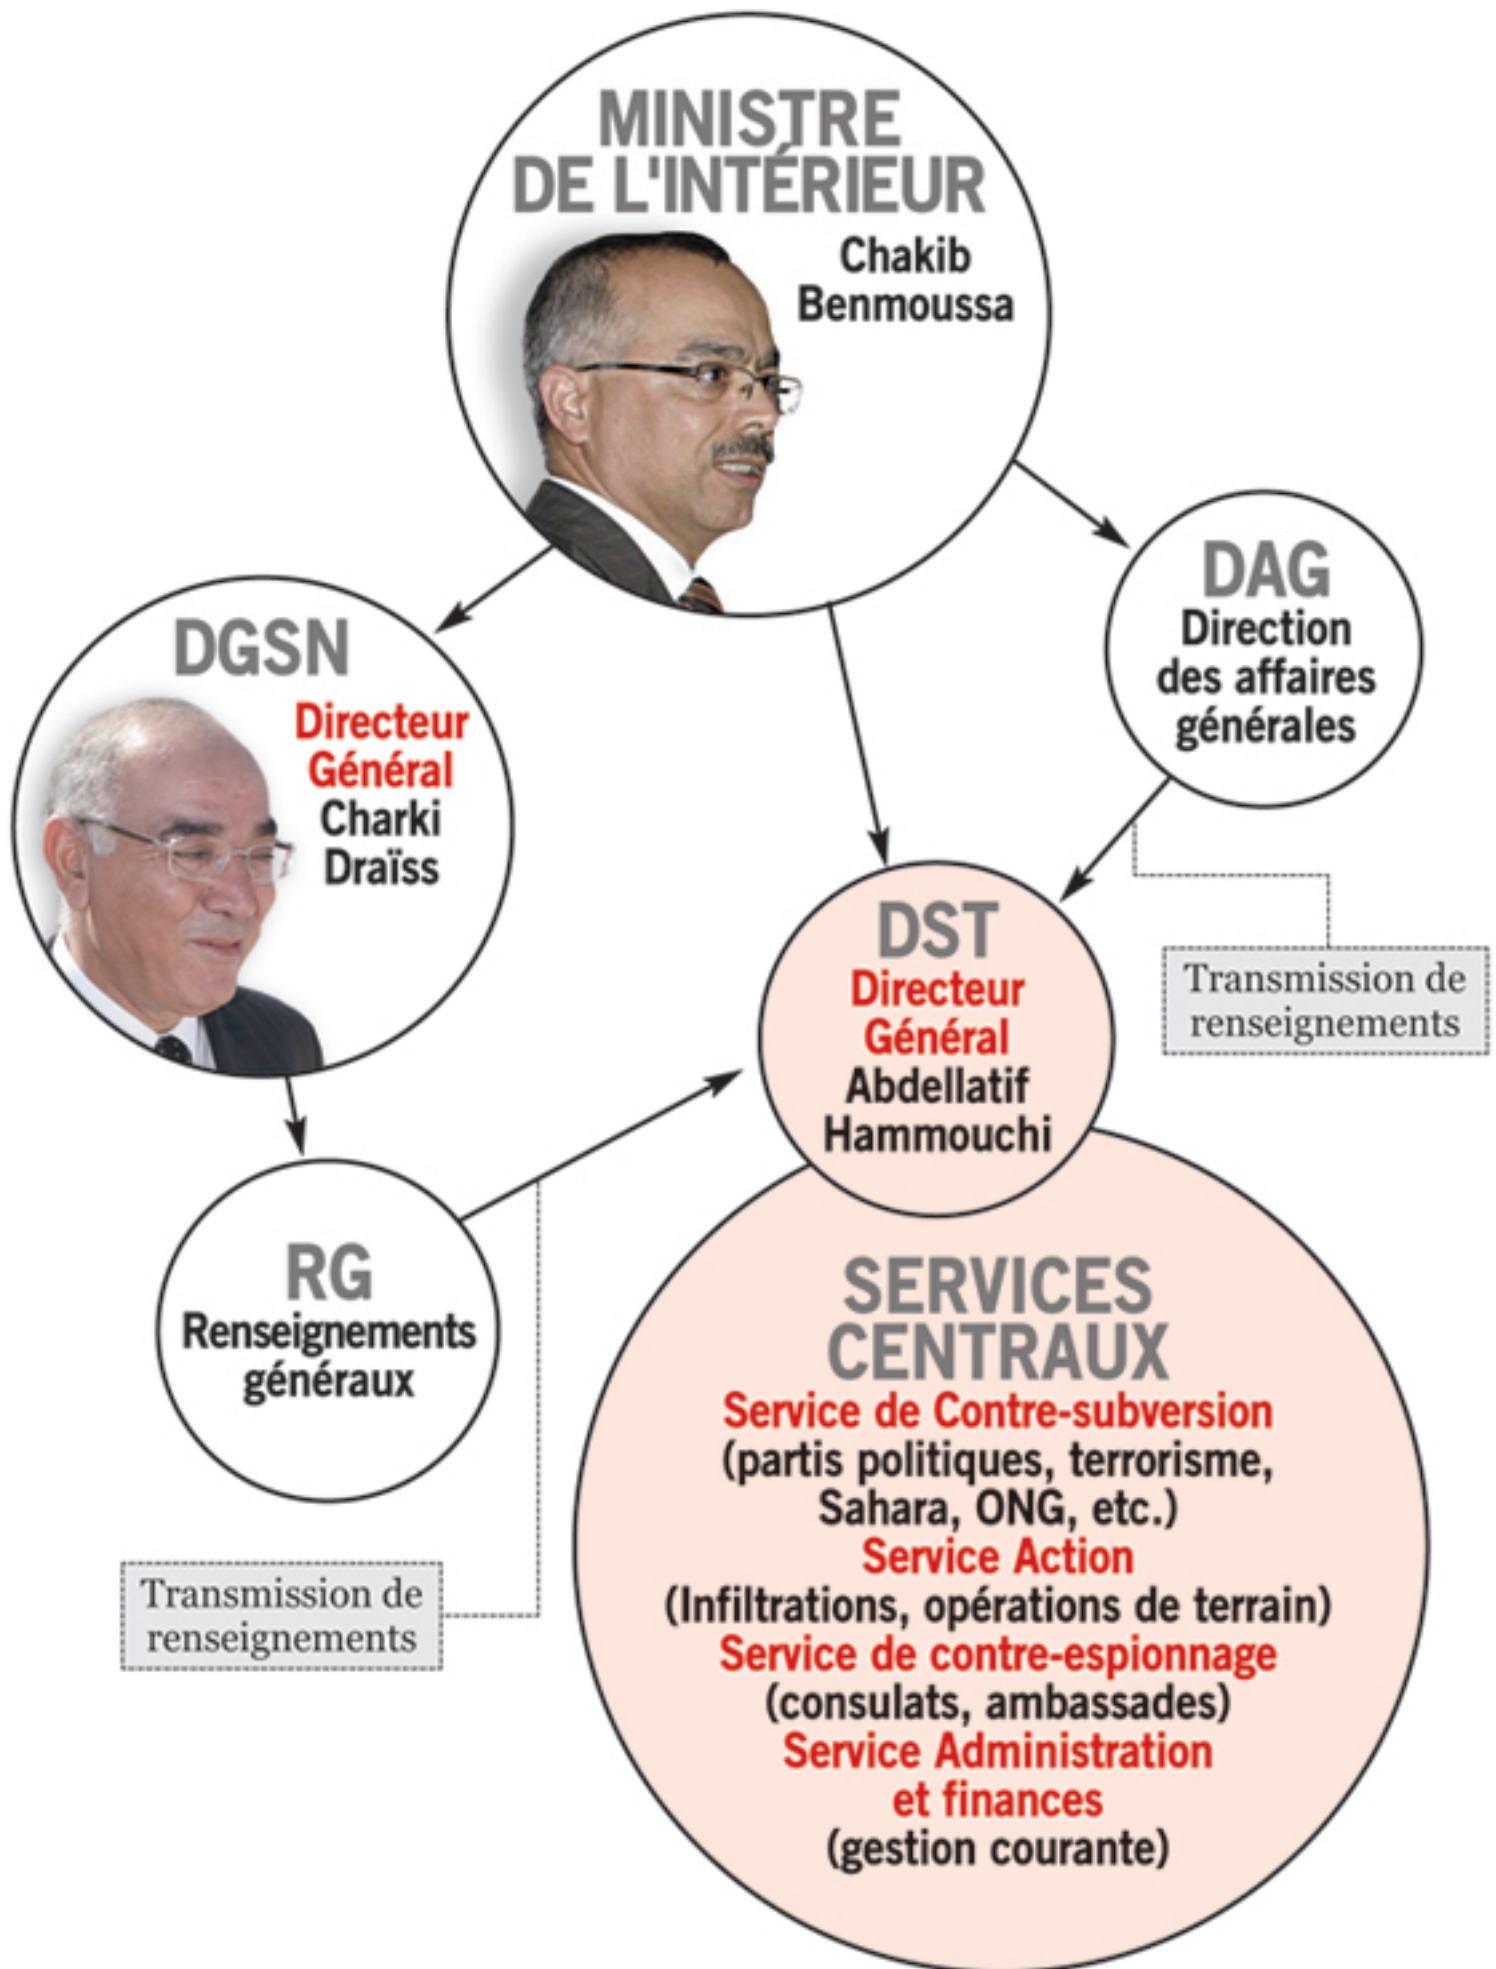 MINISTRE
DE L'INTÉRIEUR
Chakib
Benmoussa
DAG
Direction
des affaires
générales
DGSN
Directeur
Général
Charki
Draïss
DST
Directeur
Général
Abdellatif
Hammouchi
Transmission de
renseignements
RG
Renseignements
généraux
Transmission de
renseignements
SERVICES
CENTRAUX
Service de Contre-subversion
(partis politiques, terrorisme,
Sahara, ONG, etc.)
Service Action
(Infiltrations, opérations de terrain)
Service de contre-espionnage
(consulats, ambassades)
Service Administration
et finances
(gestion courante)